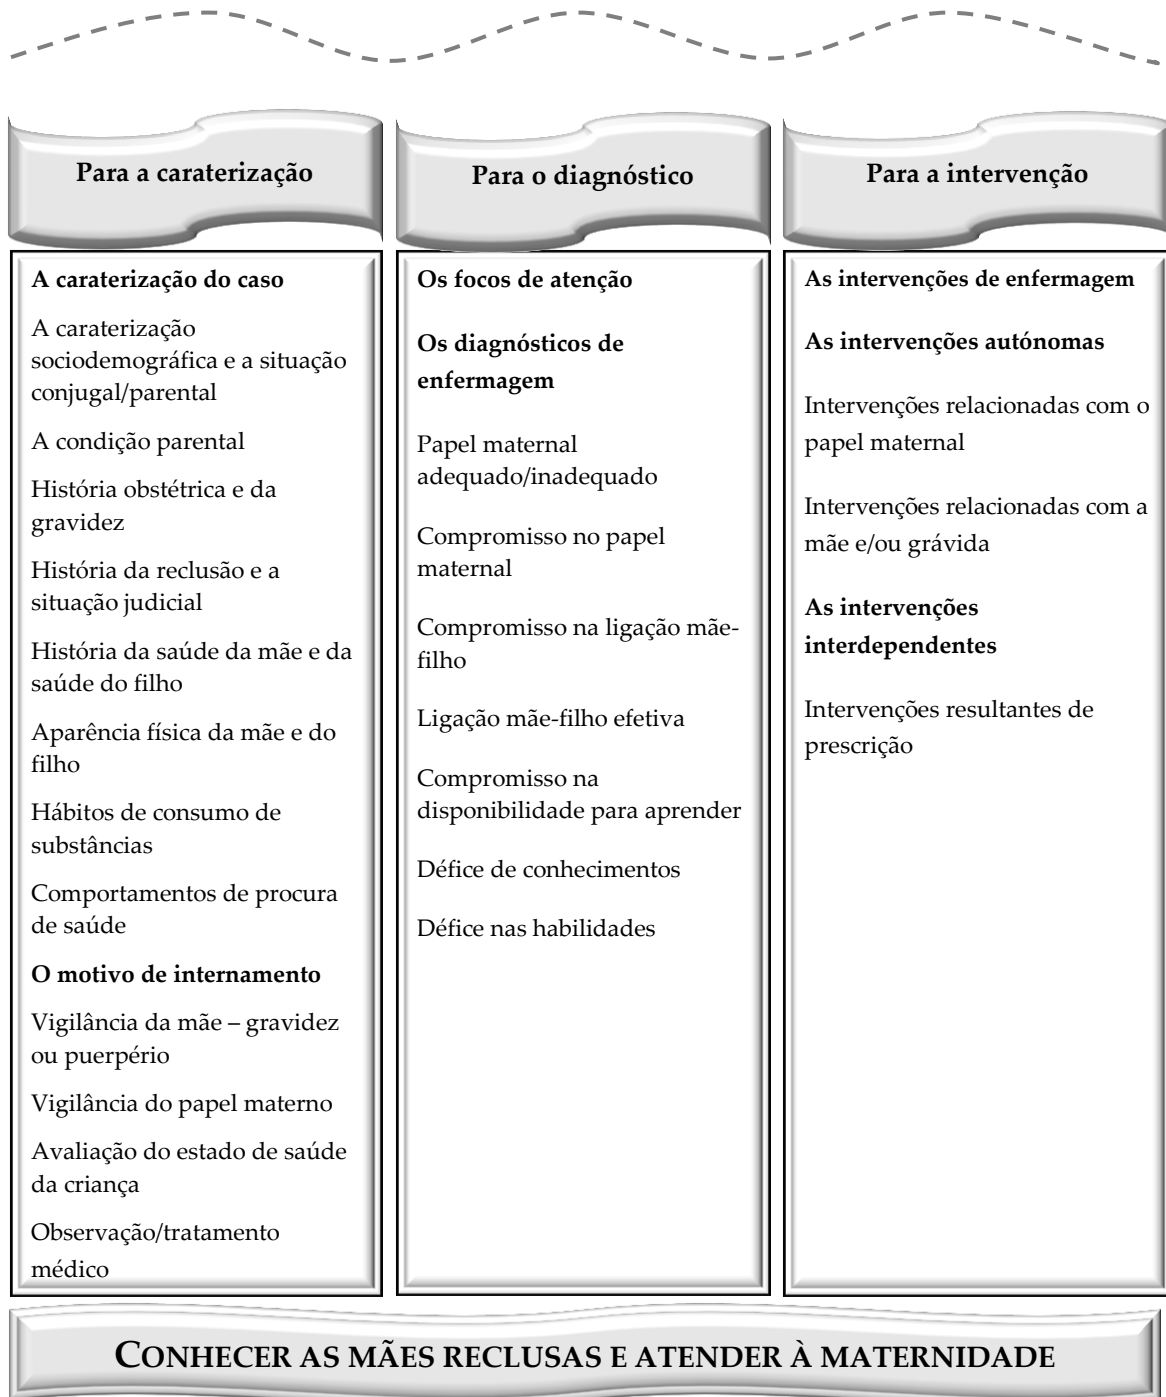 Para a caraterização
A caraterização do caso
A caraterização
sociodemográfica e a situação
conjugal/parental
A condição parental
História obstétrica e da
gravidez
História da reclusão e a
situação judicial
História da saúde da mãe e da
saúde do filho
Aparência física da mãe e do
filho
Hábitos de consumo de
substâncias
Comportamentos de procura
de saúde
O motivo de internamento
Vigilância da mãe – gravidez
ou puerpério
Vigilância do papel materno
Avaliação do estado de saúde
da criança
Observação/tratamento
médico
Para o diagnóstico
Os focos de atenção
Os diagnósticos de
enfermagem
Papel maternal
adequado/inadequado
Compromisso no papel
maternal
Compromisso na ligação mãe-
filho
Ligação mãe-filho efetiva
Compromisso na
disponibilidade para aprender
Défice de conhecimentos
Défice nas habilidades
Para a intervenção
As intervenções de enfermagem
As intervenções autónomas
Intervenções relacionadas com o
papel maternal
Intervenções relacionadas com a
mãe e/ou grávida
As intervenções
interdependentes
Intervenções resultantes de
prescrição
CONHECER AS MÃES RECLUSAS E ATENDER À MATERNIDADE